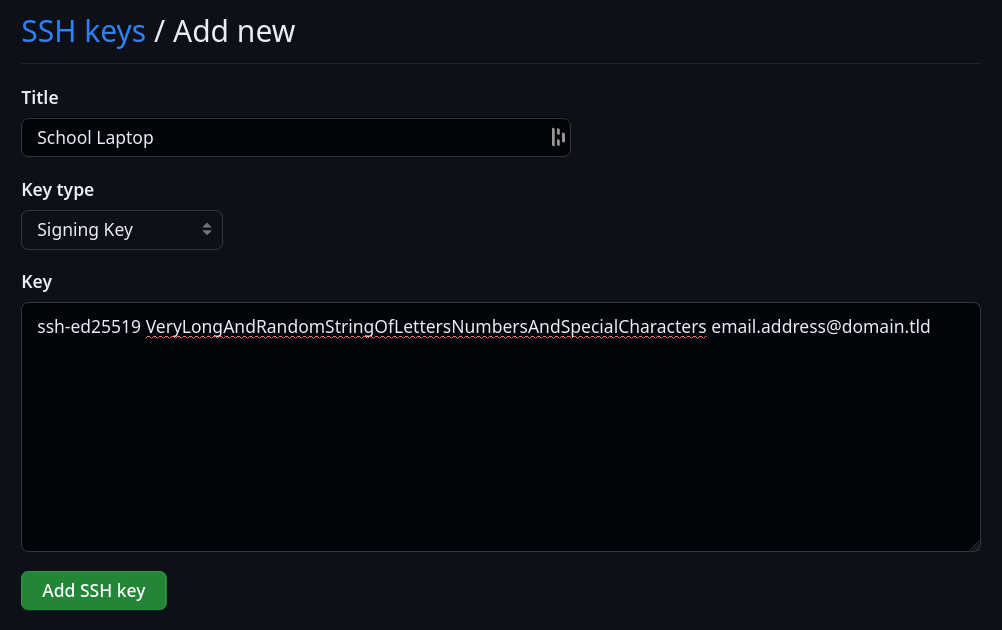 SSH keys / Add new
Title
School Laptop
Key type
Signing Key
Key
ssh-ed25519 VeryLongAndRandomStringOfLettersNumbersAndSpecialCharacters email.address@domain.tld
Add SSH key